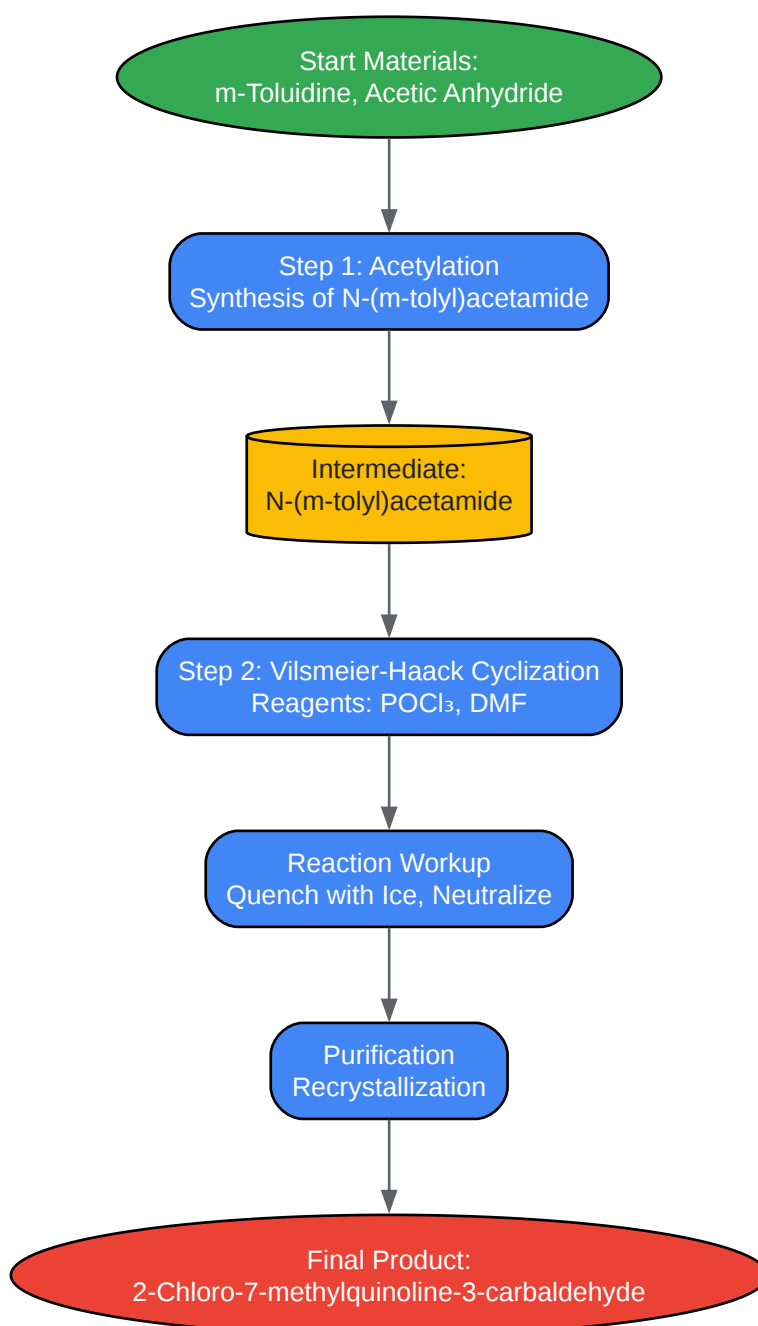 Start Materials:
m-Toluidine, Acetic Anhydride
Step 1: Acetylation
Synthesis of N-(m-tolyl)acetamide
Intermediate:
N-(m-tolyl)acetamide
Step 2: Vilsmeier-Haack Cyclization
Reagents: POCl₃, DMF
Reaction Workup
Quench with Ice, Neutralize
Purification
Recrystallization
Final Product:
2-Chloro-7-methylquinoline-3-carbaldehyde